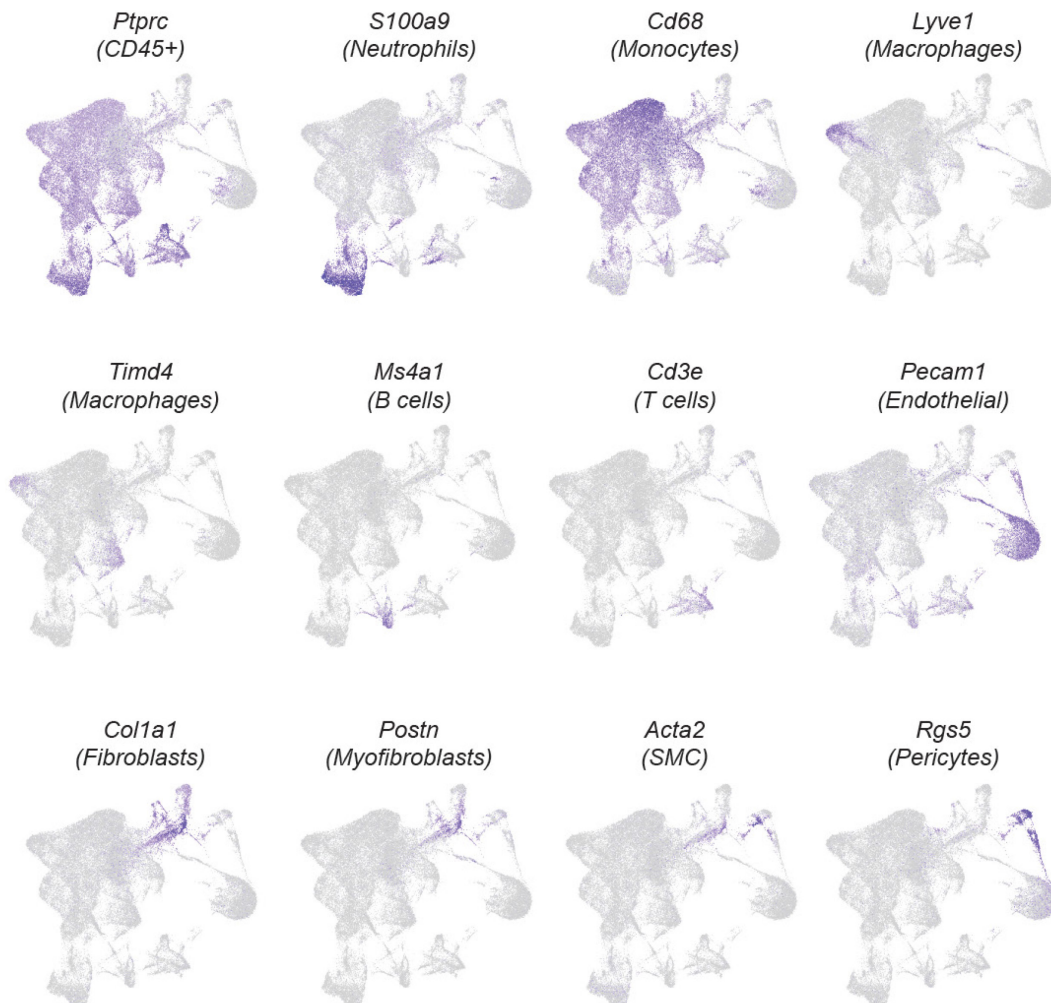 Ptprc
(CD45+)
S100a9
(Neutrophils)
Cd68
(Monocytes)
Lyve1
(Macrophages)
Timd4
(Macrophages)
Ms4a1
(B cells)
Cd3e
(T cells)
Pecam1
(Endothelial)
Col1a1
(Fibroblasts)
Postn
(Myofibroblasts)
Acta2
(SMC)
Rgs5
(Pericytes)